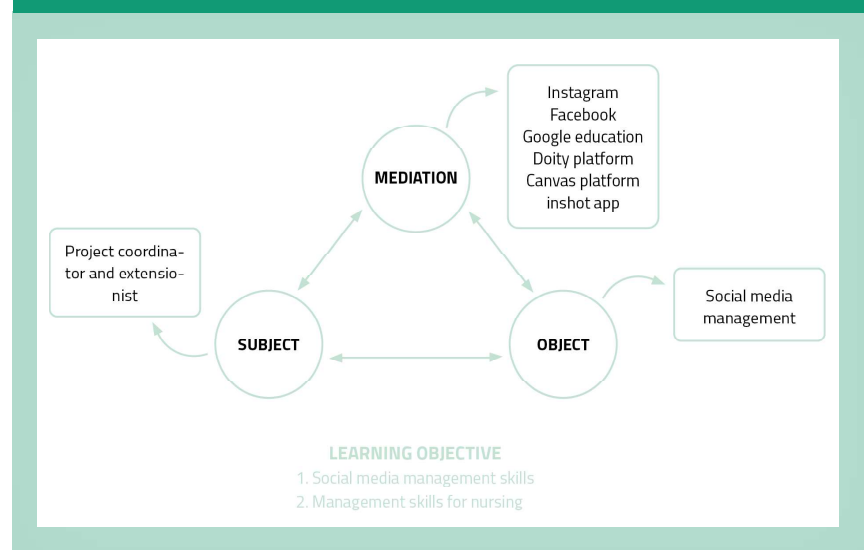 Instagram
Facebook
Google education
Doity platform
Canvas platform
inshot app
MEDIATION
Project coordina-
tor and extensio-
nist
Social media
management
SUBJECT
OBJECT
LEARNING OBJECTIVE
1. Social media management skills
2. Management skills for nursing